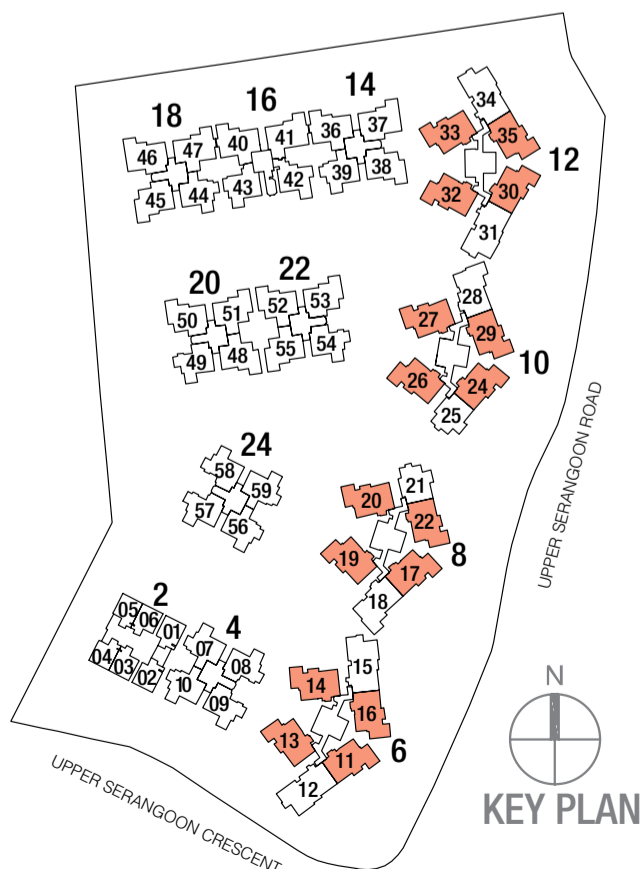 18 16 14
46 47 40 41 36 37
45 44 43 42 39 38
34
33 35
12
32 30
31
20 22
50 51 52 53
49 48 55 54
28
27 29
10
26 24
25
24
58 59
57 56
21
20 22
8
19 17
18
2 4
05 06 01 07 08
04 03 02 10 09
15
14 16
6
13 11
12
UPPER SERANGOON ROAD
UPPER SERANGOON CRESCENT
N
KEY PLAN